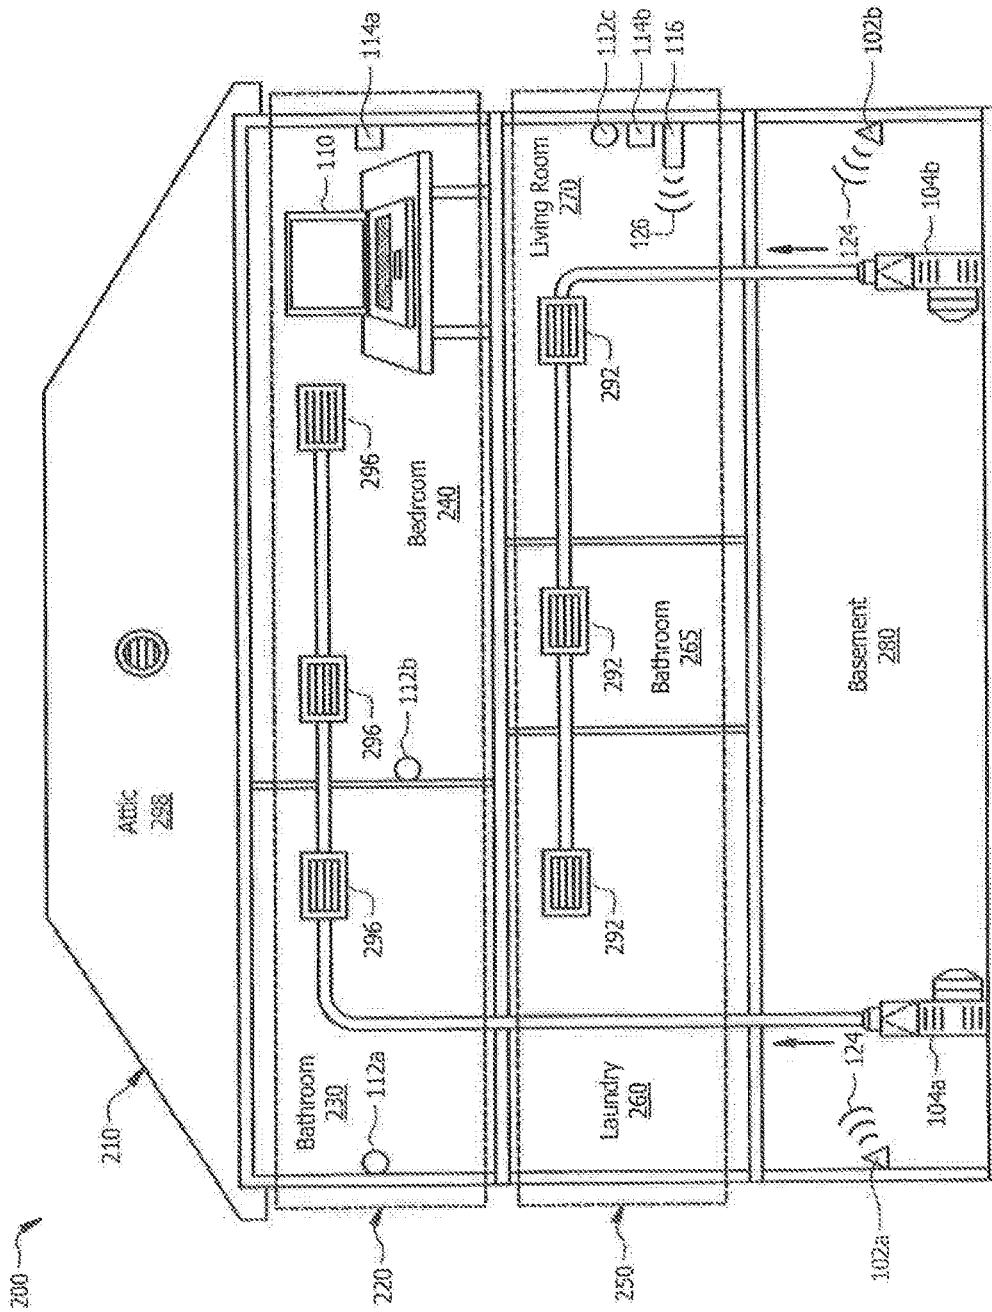 200
210
Attic
298
220
Bathroom
230
112a
296
296
112b
296
Bedroom
240
110
114a
250
Laundry
260
292
Bathroom
265
292
292
Living Room
270
126
112c
114b
116
102a
124
104a
Basement
280
124
104b
102b